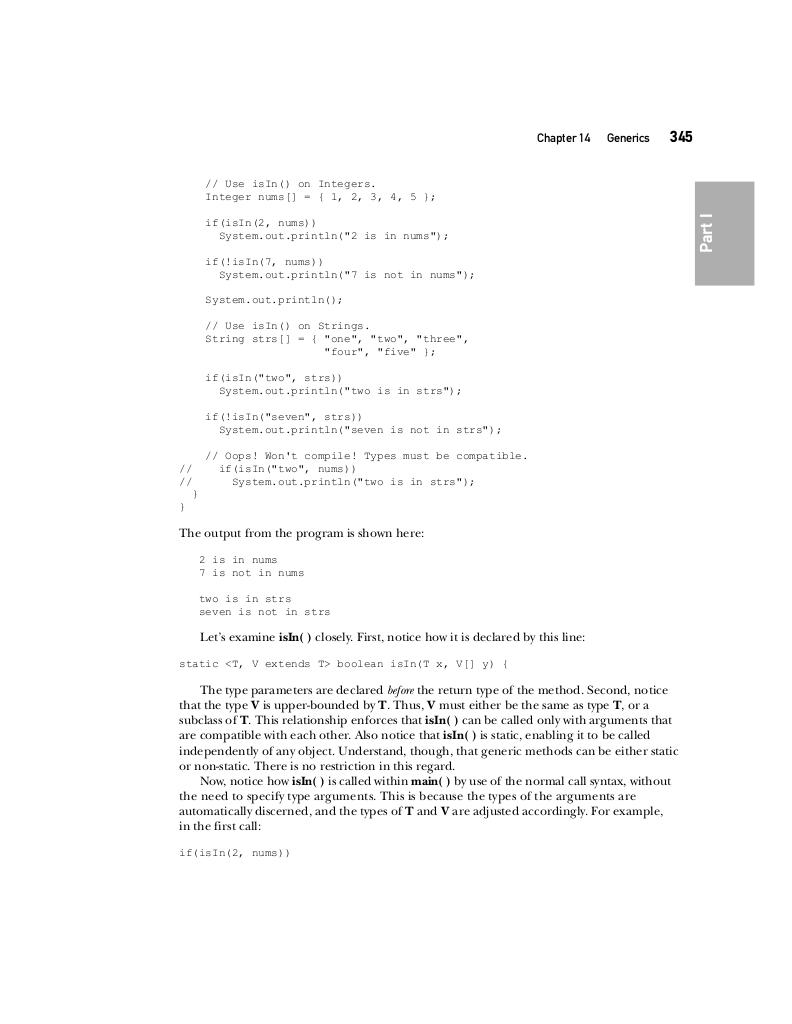 Chapter 14 Generics 345
Part I
// Use isIn() on Integers.
Integer nums[] = { 1, 2, 3, 4, 5 };
if(isIn(2, nums))
System.out.println("2 is in nums");
if(!isIn(7, nums))
System.out.println("7 is not in nums");
System.out.println();
// Use isIn() on Strings.
String strs[] = { "one", "two", "three",
"four", "five" };
if(isIn("two", strs))
System.out.println("two is in strs");
if(!isIn("seven", strs))
System.out.println("seven is not in strs");
// Oops! Won't compile! Types must be compatible.
// if(isIn("two", nums))
// System.out.println("two is in strs");
}
}
The output from the program is shown here:
2 is in nums
7 is not in nums
two is in strs
seven is not in strs
Let's examine isIn( ) closely. First, notice how it is declared by this line:
static <T, V extends T> boolean isIn(T x, V[] y) {
The type parameters are declared before the return type of the method. Second, notice
that the type V is upper-bounded by T. Thus, V must either be the same as type T, or a
subclass of T. This relationship enforces that isIn( ) can be called only with arguments that
are compatible with each other. Also notice that isIn( ) is static, enabling it to be called
independently of any object. Understand, though, that generic methods can be either static
or non-static. There is no restriction in this regard.
Now, notice how isIn( ) is called within main( ) by use of the normal call syntax, without
the need to specify type arguments. This is because the types of the arguments are
automatically discerned, and the types of T and V are adjusted accordingly. For example,
in the first call:
if(isIn(2, nums))